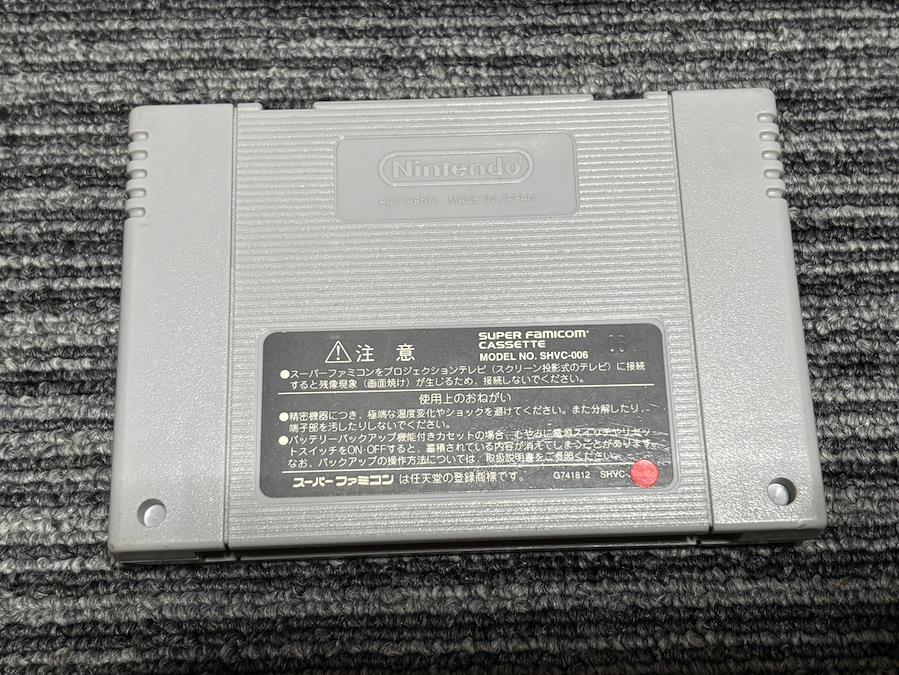 Nintendo
PAT. PEND. MADE IN JAPAN
注意
SUPER FAMICOM
CASSETTE
MODEL NO. SHVC-006
●スーパーファミコンをプロジェクションテレビ(スクリーン投影式のテレビ)に接続
すると残像現象(画面焼け)が生じるため、接続しないでください。
使用上のおねがい
●精密機器につき、極端な温度変化やショックを避けてください。また分解したり、
端子部を汚したりしないでください。
●バッテリーバックアップ機能付きカセットの場合、むやみに電源スイッチやリセッ
トスイッチをON・OFFすると、蓄積されている内容が消えてしまうことがあります。
なお、バックアップの操作方法については、取扱説明書をご参照ください。
スーパーファミコン は任天堂の登録商標です。 G741812 SHVC